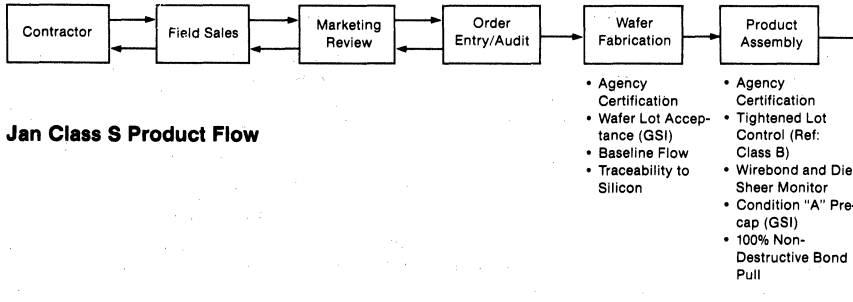 Contractor
Field Sales
Marketing
Review
Order
Entry/Audit
Wafer
Fabrication
Product
Assembly
Jan Class S Product Flow
• Agency
Certification
• Wafer Lot Accep-
tance (GSI)
• Baseline Flow
• Traceability to
Silicon
• Agency
Certification
• Tightened Lot
Control (Ref:
Class B)
• Wirebond and Die
Sheer Monitor
• Condition "A" Pre-
cap (GSI)
• 100% Non-
Destructive Bond
Pull